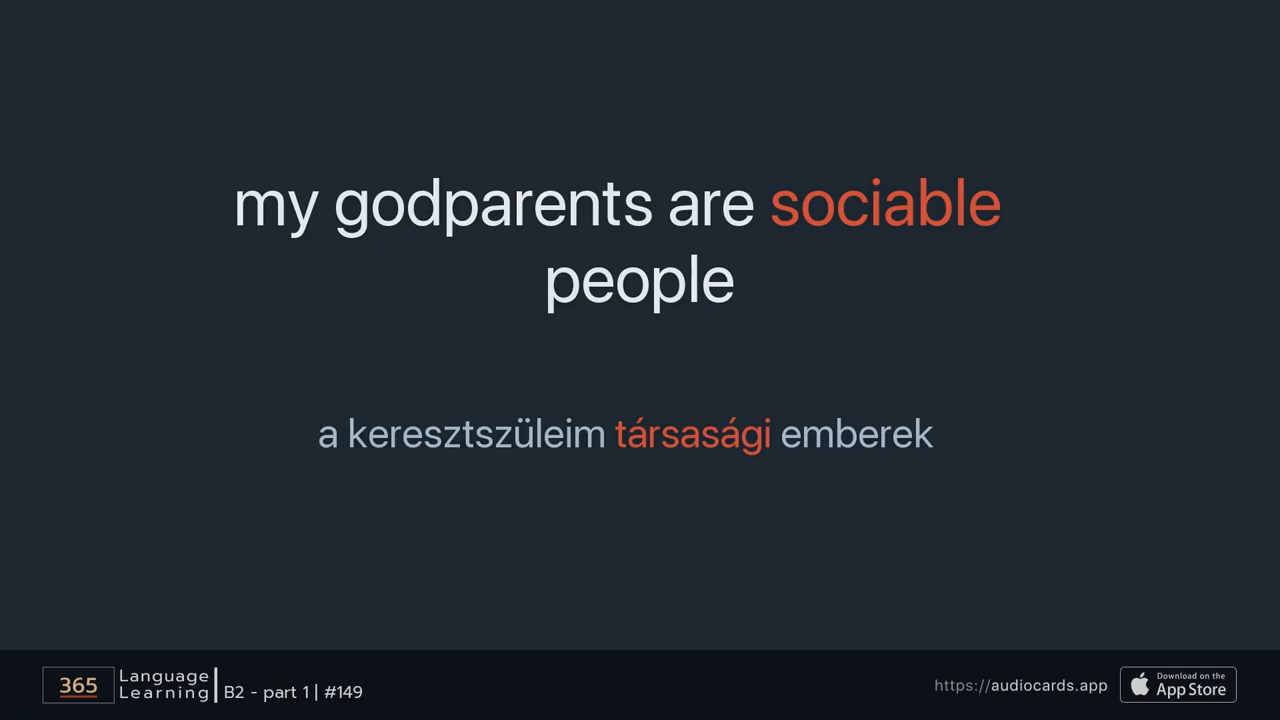 my godparents are sociable
people
a keresztszüleim társasági emberek
365
Language
Learning
B2 - part 1 | #149
https://audiocards.app
Download on the
App Store